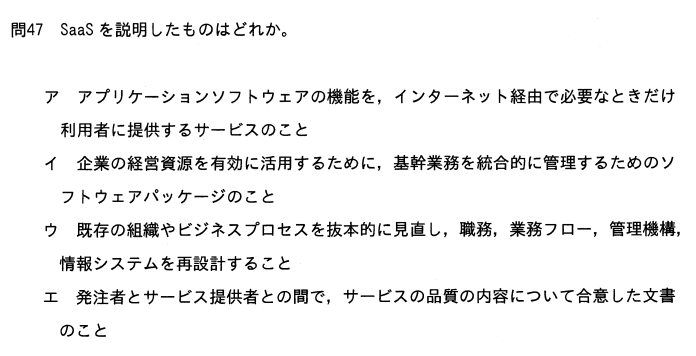 問47　SaaS を説明したものはどれか。
ア　アプリケーションソフトウェアの機能を，インターネット経由で必要なときだけ
利用者に提供するサービスのこと
イ　企業の経営資源を有効に活用するために，基幹業務を統合的に管理するためのソ
フトウェアパッケージのこと
ウ　既存の組織やビジネスプロセスを抜本的に見直し，職務，業務フロー，管理機構，
情報システムを再設計すること
エ　発注者とサービス提供者との間で，サービスの品質の内容について合意した文書
のこと